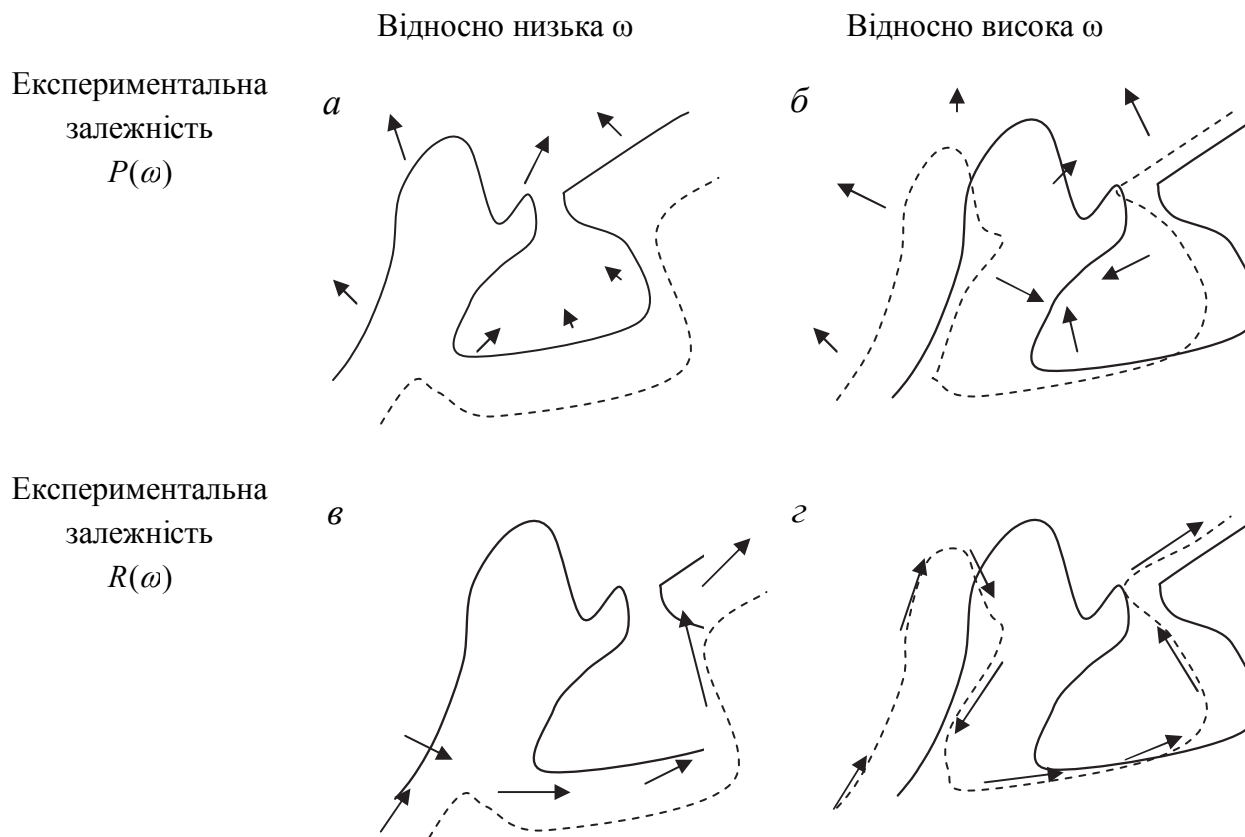 Відносно низька ω
Відносно висока ω
Експериментальна
залежність
P(ω)
а
б
Експериментальна
залежність
R(ω)
в
г